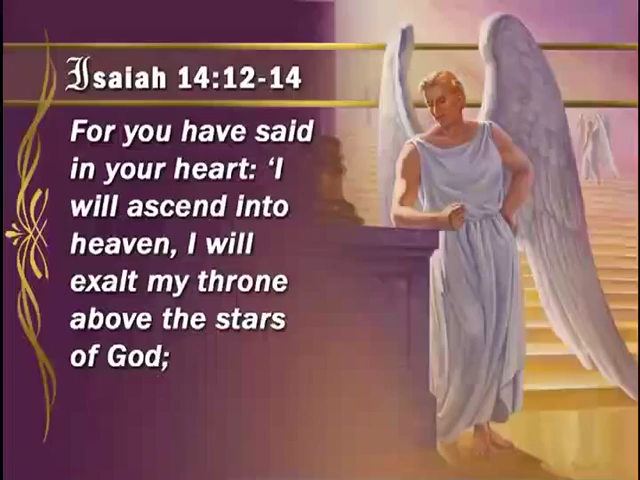 Isaiah 14:12-14
For you have said
in your heart: ‘I
will ascend into
heaven, I will
exalt my throne
above the stars
of God;